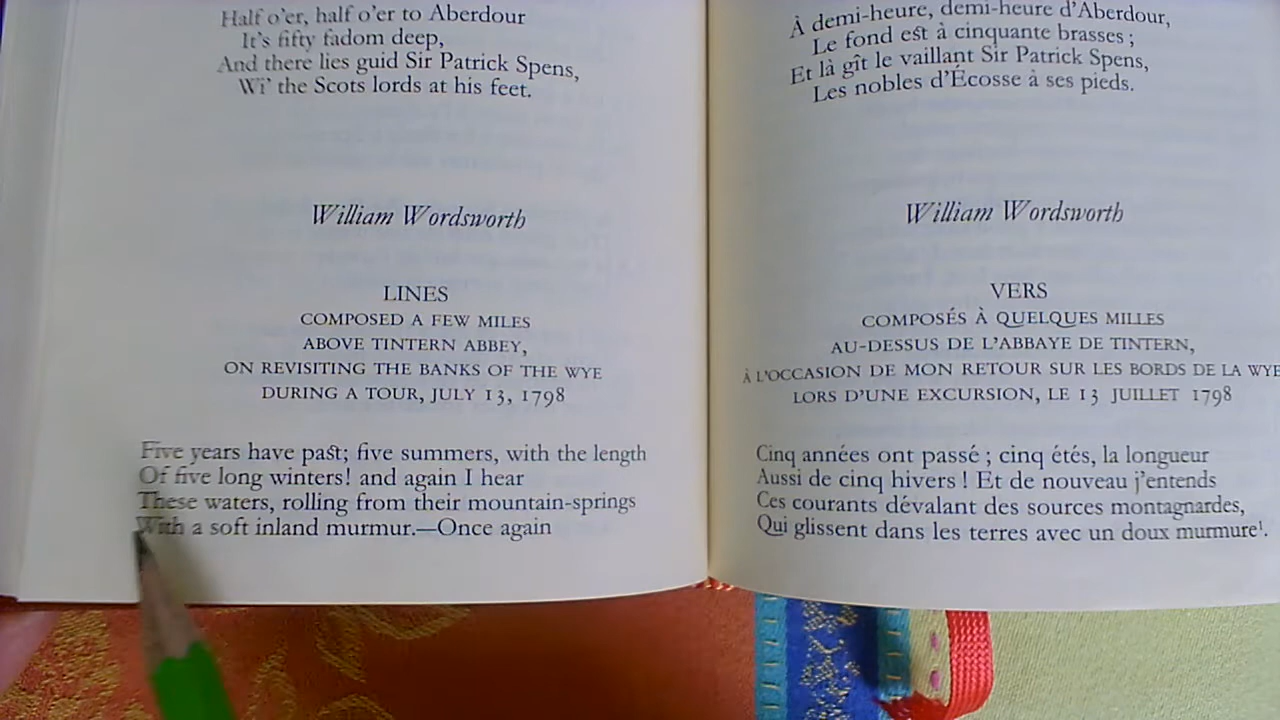 Half o'er, half o'er to Aberdour
It's fifty fadom deep,
And there lies guid Sir Patrick Spens,
Wi' the Scots lords at his feet.
William Wordsworth
LINES
COMPOSED A FEW MILES
ABOVE TINTERN ABBEY,
ON REVISITING THE BANKS OF THE WYE
DURING A TOUR, JULY 13, 1798
Five years have past; five summers, with the length
Of five long winters! and again I hear
These waters, rolling from their mountain-springs
With a soft inland murmur.—Once again
À demi-heure, demi-heure d'Aberdour,
Le fond est à cinquante brasses ;
Et là gît le vaillant Sir Patrick Spens,
Les nobles d'Écosse à ses pieds.
William Wordsworth
VERS
COMPOSÉS À QUELQUES MILLES
AU-DESSUS DE L'ABBAYE DE TINTERN,
À L'OCCASION DE MON RETOUR SUR LES BORDS DE LA WYE
LORS D'UNE EXCURSION, LE 13 JUILLET 1798
Cinq années ont passé ; cinq étés, la longueur
Aussi de cinq hivers ! Et de nouveau j'entends
Ces courants dévalant des sources montagnardes,
Qui glissent dans les terres avec un doux murmure¹.